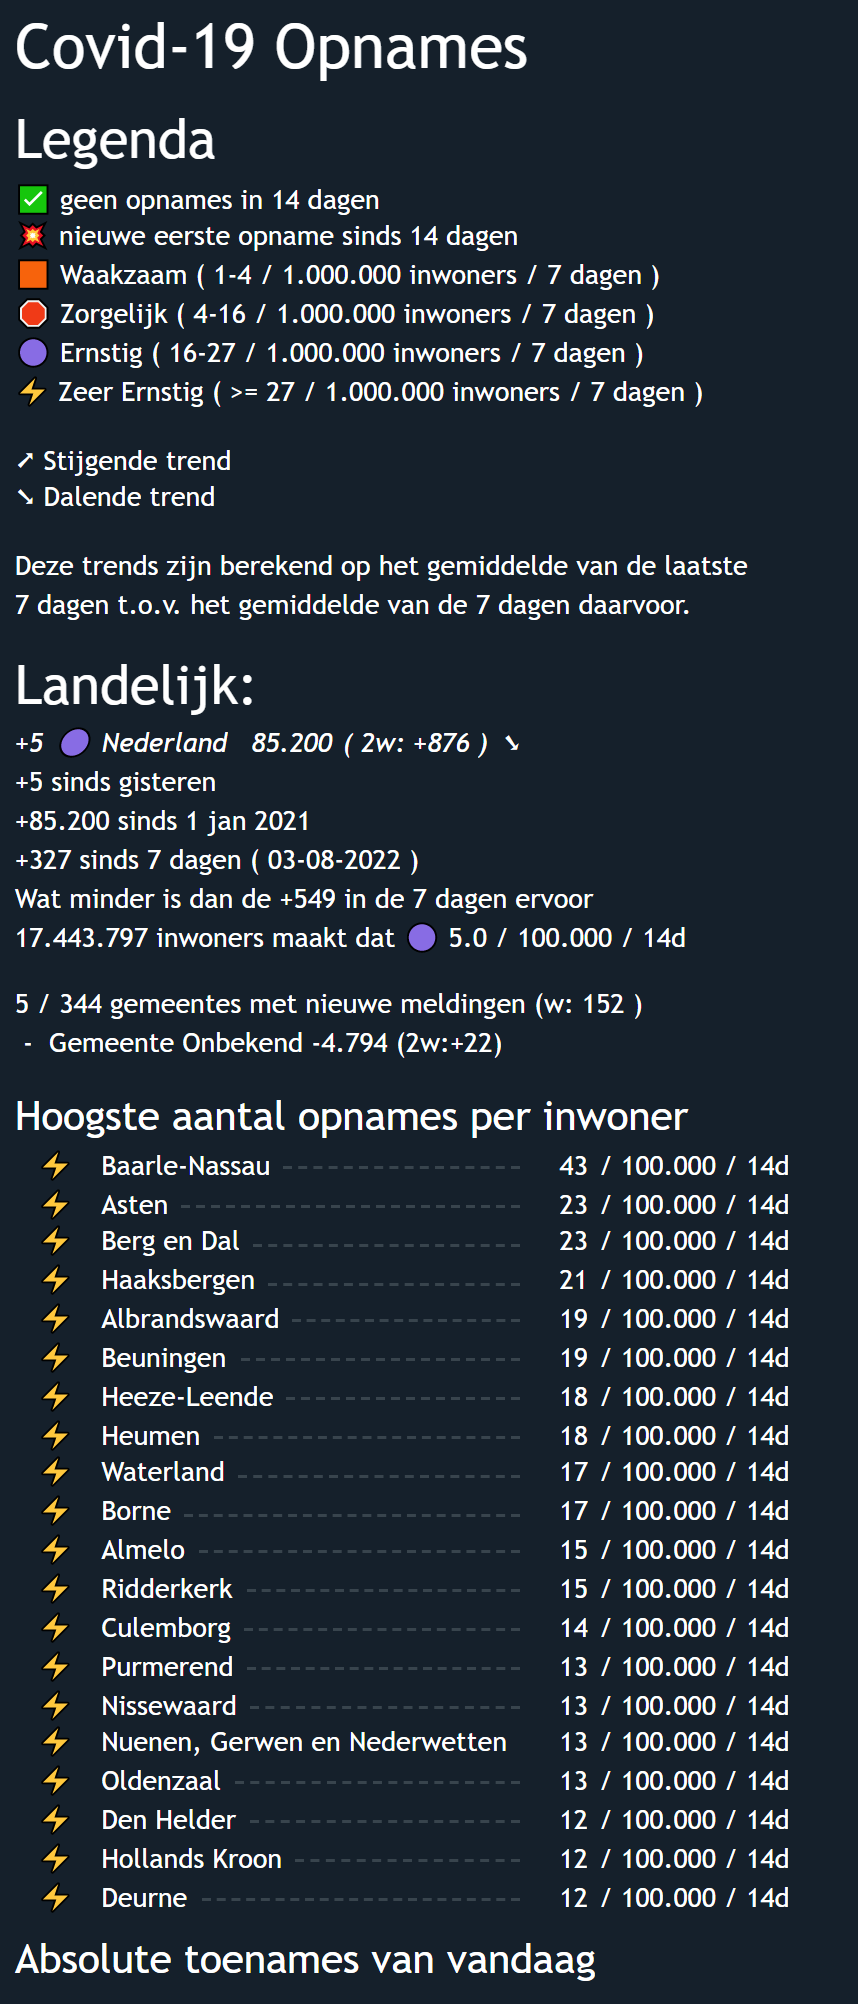 Covid-19 Opnames
Legenda
✅ geen opnames in 14 dagen
💥 nieuwe eerste opname sinds 14 dagen
🟧 Waakzaam ( 1-4 / 1.000.000 inwoners / 7 dagen )
🛑 Zorgelijk ( 4-16 / 1.000.000 inwoners / 7 dagen )
🟣 Ernstig ( 16-27 / 1.000.000 inwoners / 7 dagen )
⚡ Zeer Ernstig ( >= 27 / 1.000.000 inwoners / 7 dagen )
➚ Stijgende trend
➘ Dalende trend
Deze trends zijn berekend op het gemiddelde van de laatste
7 dagen t.o.v. het gemiddelde van de 7 dagen daarvoor.
Landelijk:
+5 🟣 Nederland 85.200 ( 2w: +876 ) ➘
+5 sinds gisteren
+85.200 sinds 1 jan 2021
+327 sinds 7 dagen ( 03-08-2022 )
Wat minder is dan de +549 in de 7 dagen ervoor
17.443.797 inwoners maakt dat 🟣 5.0 / 100.000 / 14d
5 / 344 gemeentes met nieuwe meldingen (w: 152 )
- Gemeente Onbekend -4.794 (2w:+22)
Hoogste aantal opnames per inwoner
⚡ Baarle-Nassau 43 / 100.000 / 14d
⚡ Asten 23 / 100.000 / 14d
⚡ Berg en Dal 23 / 100.000 / 14d
⚡ Haaksbergen 21 / 100.000 / 14d
⚡ Albrandswaard 19 / 100.000 / 14d
⚡ Beuningen 19 / 100.000 / 14d
⚡ Heeze-Leende 18 / 100.000 / 14d
⚡ Heumen 18 / 100.000 / 14d
⚡ Waterland 17 / 100.000 / 14d
⚡ Borne 17 / 100.000 / 14d
⚡ Almelo 15 / 100.000 / 14d
⚡ Ridderkerk 15 / 100.000 / 14d
⚡ Culemborg 14 / 100.000 / 14d
⚡ Purmerend 13 / 100.000 / 14d
⚡ Nissewaard 13 / 100.000 / 14d
⚡ Nuenen, Gerwen en Nederwetten 13 / 100.000 / 14d
⚡ Oldenzaal 13 / 100.000 / 14d
⚡ Den Helder 12 / 100.000 / 14d
⚡ Hollands Kroon 12 / 100.000 / 14d
⚡ Deurne 12 / 100.000 / 14d
Absolute toenames van vandaag